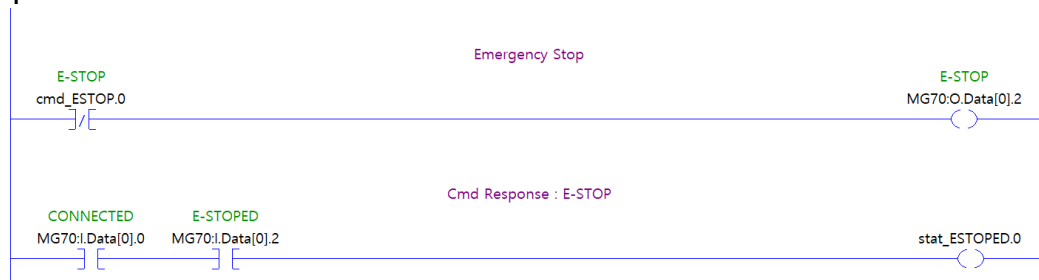 Emergency Stop
E-STOP
E-STOP
cmd_ESTOP.0
MG70:O.Data[0].2
Cmd Response : E-STOP
CONNECTED
E-STOPED
MG70:I.Data[0].0
MG70:I.Data[0].2
stat_ESTOPED.0